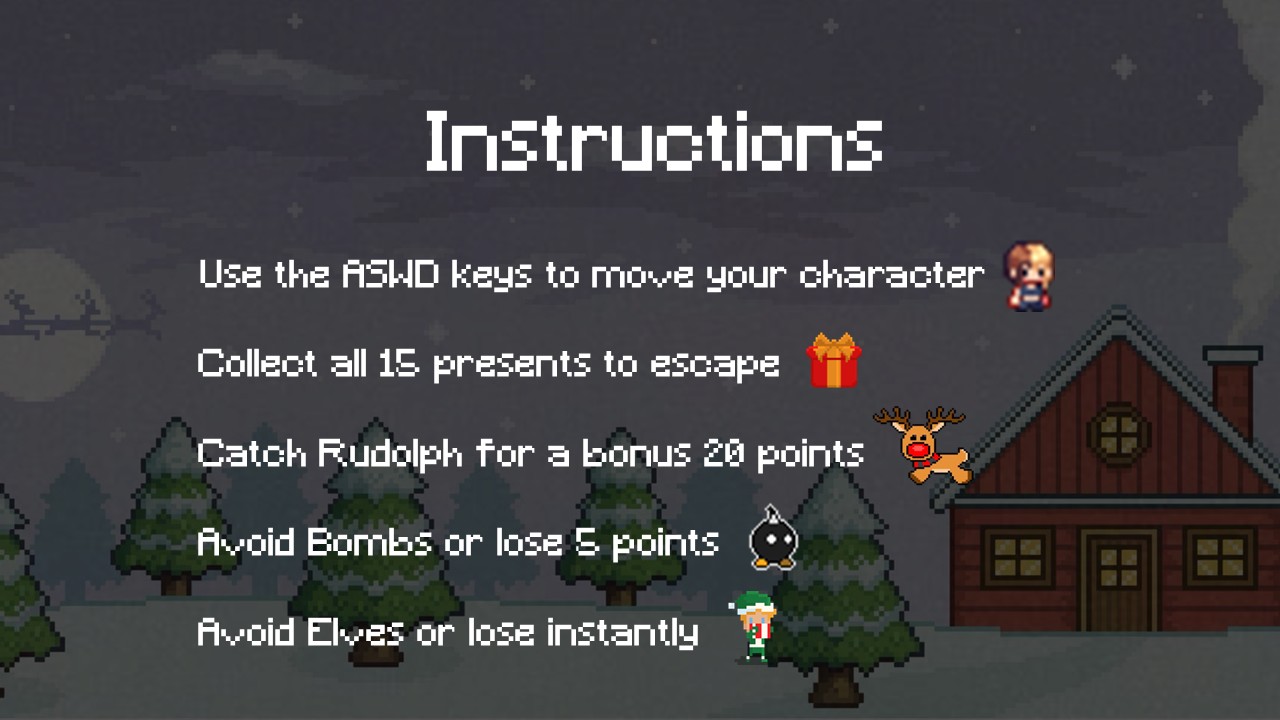 Instructions
Use the ASWD keys to move your character
Collect all 15 presents to escape
Catch Rudolph for a bonus 20 points
Avoid Bombs or lose 5 points
Avoid Elves or lose instantly